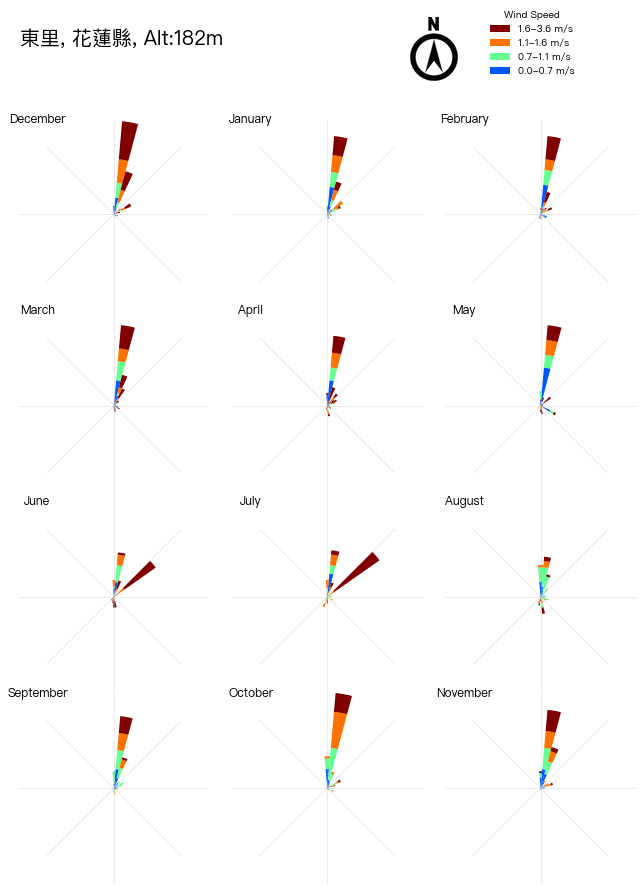 東里, 花蓮縣, Alt:182m
N
Wind Speed
1.6–3.6 m/s
1.1–1.6 m/s
0.7–1.1 m/s
0.0–0.7 m/s
December
January
February
March
April
May
June
July
August
September
October
November